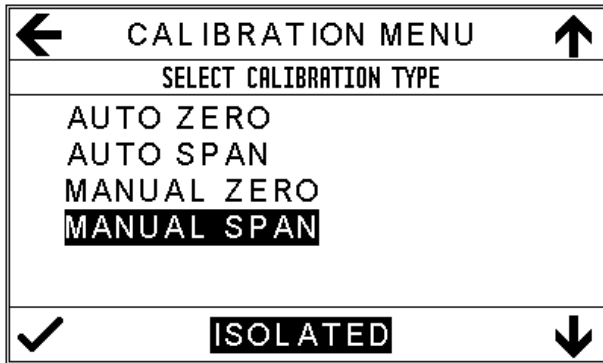 CALIBRATION MENU
SELECT CALIBRATION TYPE
AUTO ZERO
AUTO SPAN
MANUAL ZERO
MANUAL SPAN
ISOLATED